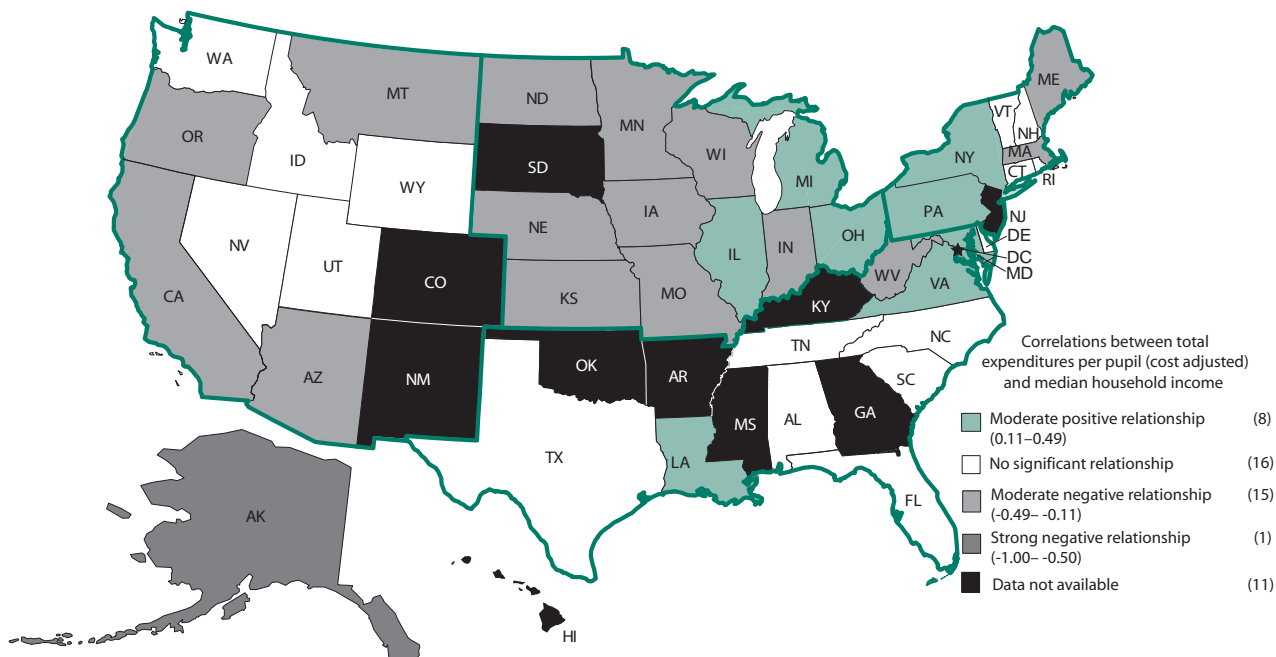 WA
MT
ND
MN
ME
VT
NH
OR
ID
WY
SD
WI
MI
NY
MA
CT
RI
NV
UT
CO
NE
IA
IL
IN
OH
PA
NJ
DE
DC
MD
CA
KS
MO
KY
WV
VA
AZ
NM
OK
AR
TN
NC
SC
TX
LA
MS
AL
GA
FL
AK
HI
Correlations between total
expenditures per pupil (cost adjusted)
and median household income
Moderate positive relationship (8)
(0.11–0.49)
No significant relationship (16)
Moderate negative relationship (15)
(-0.49– -0.11)
Strong negative relationship (1)
(-1.00– -0.50)
Data not available (11)